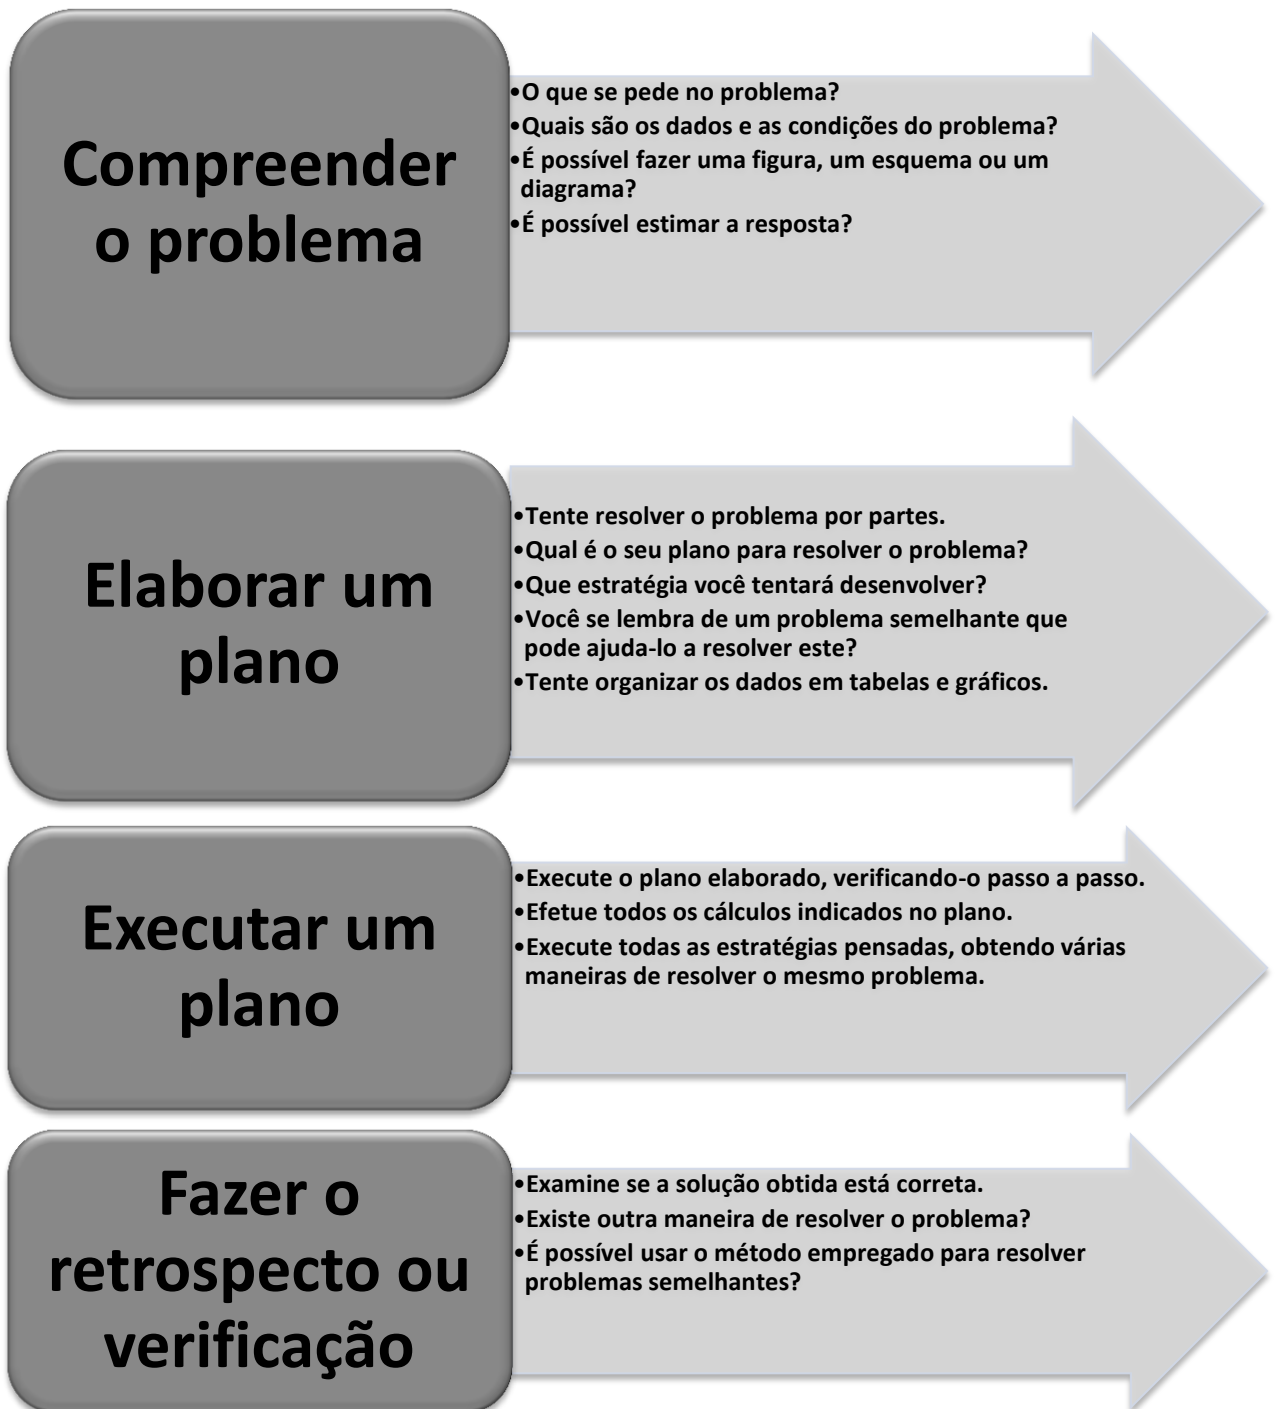 Compreender
o problema
•O que se pede no problema?
•Quais são os dados e as condições do problema?
•É possível fazer uma figura, um esquema ou um
diagrama?
•É possível estimar a resposta?
Elaborar um
plano
•Tente resolver o problema por partes.
•Qual é o seu plano para resolver o problema?
•Que estratégia você tentará desenvolver?
•Você se lembra de um problema semelhante que
pode ajuda-lo a resolver este?
•Tente organizar os dados em tabelas e gráficos.
Executar um
plano
•Execute o plano elaborado, verificando-o passo a passo.
•Efetue todos os cálculos indicados no plano.
•Execute todas as estratégias pensadas, obtendo várias
maneiras de resolver o mesmo problema.
Fazer o
retrospecto ou
verificação
•Examine se a solução obtida está correta.
•Existe outra maneira de resolver o problema?
•É possível usar o método empregado para resolver
problemas semelhantes?